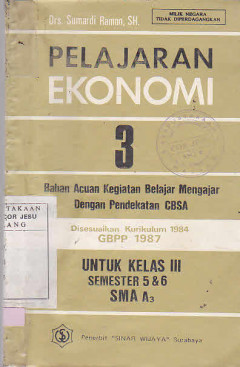 Drs. Sumardi Raiman, SH.
MILIK NEGARA
TIDAK DIPERDAGANGKAN
PELAJARAN
EKONOMI
3
Bahan Acuan Kegiatan Belajar Mengajar
Dengan Pendekatan CBSA
TAKAAN
COR JESU
ANG
Disesuaikan Kurikulum 1984
GBPP 1987
UNTUK KELAS III
SEMESTER 5 & 6
SMA A3
Penerbit "SINAR WIJAYA" Surabaya